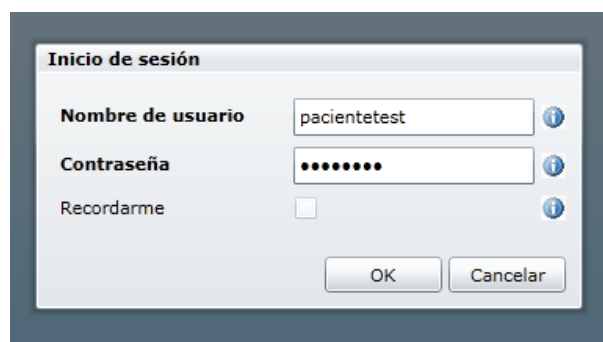 Inicio de sesión
Nombre de usuario pacientetest
Contraseña ••••••••
Recordarme
OK Cancelar